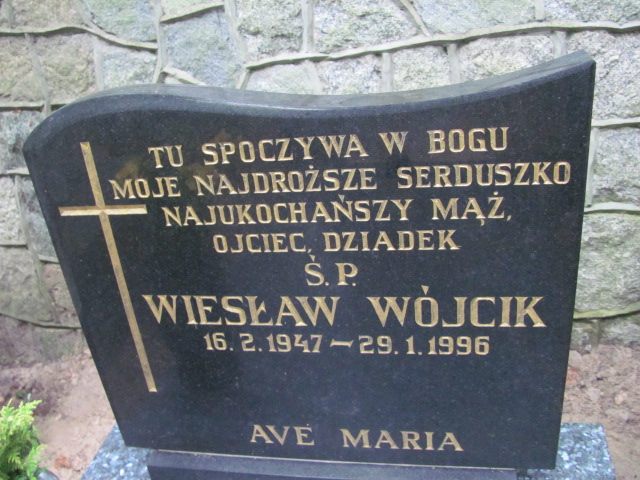 TU SPOCZYWA W BOGU
MOJE NAJDROŻSZE SERDUSZKO
NAJUKOCHAŃSZY MĄŻ,
OJCIEC, DZIADEK
Ś.P.
WIESŁAW WÓJCIK
16.2.1947 – 29.1.1996
AVE MARIA